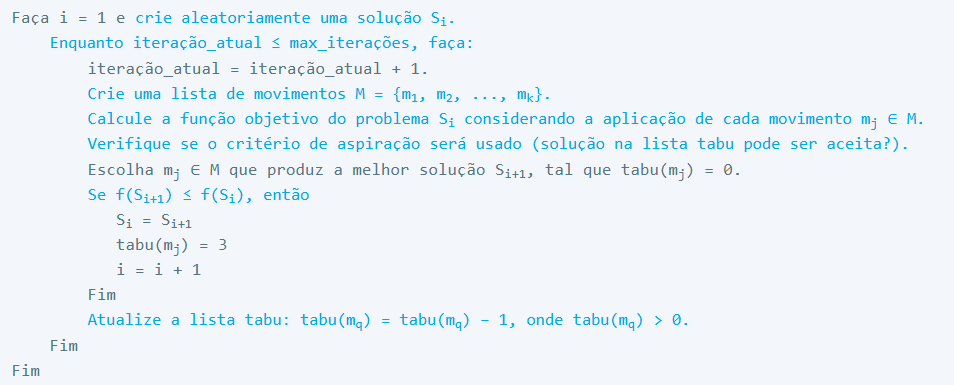 Faça i = 1 e crie aleatoriamente uma solução Sᵢ.
Enquanto iteração_atual ≤ max_iterações, faça:
iteração_atual = iteração_atual + 1.
Crie uma lista de movimentos M = {m₁, m₂, ..., mₖ}.
Calcule a função objetivo do problema Sᵢ considerando a aplicação de cada movimento mⱼ ∈ M.
Verifique se o critério de aspiração será usado (solução na lista tabu pode ser aceita?).
Escolha mⱼ ∈ M que produz a melhor solução Sᵢ₊₁, tal que tabu(mⱼ) = 0.
Se f(Sᵢ₊₁) ≤ f(Sᵢ), então
Sᵢ = Sᵢ₊₁
tabu(mⱼ) = 3
i = i + 1
Fim
Atualize a lista tabu: tabu(m_q) = tabu(m_q) – 1, onde tabu(m_q) > 0.
Fim
Fim